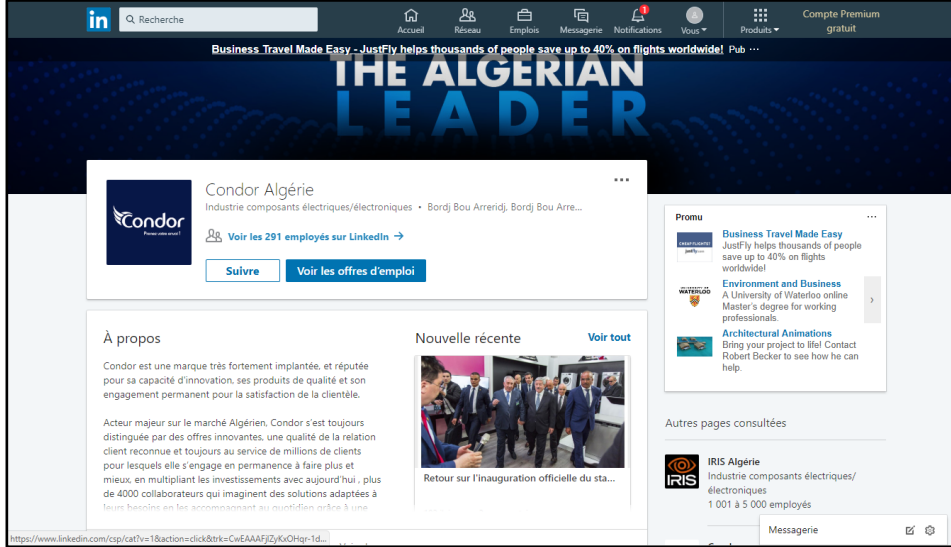 in
Recherche
Accueil
Réseau
Emplois
Messagerie
1
Notifications
Vous
Produits
Compte Premium
gratuit
Business Travel Made Easy - JustFly helps thousands of people save up to 40% on flights worldwide! Pub ···
THE ALGERIAN
LEADER
Condor
Condor Algérie
Industrie composants électriques/électroniques • Bordj Bou Arreridj, Bordj Bou Arre...
Voir les 291 employés sur LinkedIn →
Suivre
Voir les offres d'emploi
À propos
Condor est une marque très fortement implantée, et réputée
pour sa capacité d'innovation, ses produits de qualité et son
engagement permanent pour la satisfaction de la clientèle.
Acteur majeur sur le marché Algérien, Condor s'est toujours
distinguée par des offres innovantes, une qualité de la relation
client reconnue et toujours au service de millions de clients
pour lesquels elle s'engage en permanence à faire plus et
mieux, en multipliant les investissements avec aujourd'hui , plus
de 4000 collaborateurs qui imaginent des solutions adaptées à
leurs besoins en les accompagnant au quotidien grâce à une
Nouvelle récente
Voir tout
Retour sur l'inauguration officielle du sta...
Promu
Business Travel Made Easy
JustFly helps thousands of people
save up to 40% on flights
worldwide!
WATERLOO
Environment and Business
A University of Waterloo online
Master's degree for working
professionals.
Architectural Animations
Bring your project to life! Contact
Robert Becker to see how he can
help.
Autres pages consultées
IRIS
IRIS Algérie
Industrie composants électriques/
électroniques
1 001 à 5 000 employés
Messagerie
https://www.linkedin.com/csp/cat?v=1&action=click&trk=CwEAAAFjlZyKxOHqr-1d...